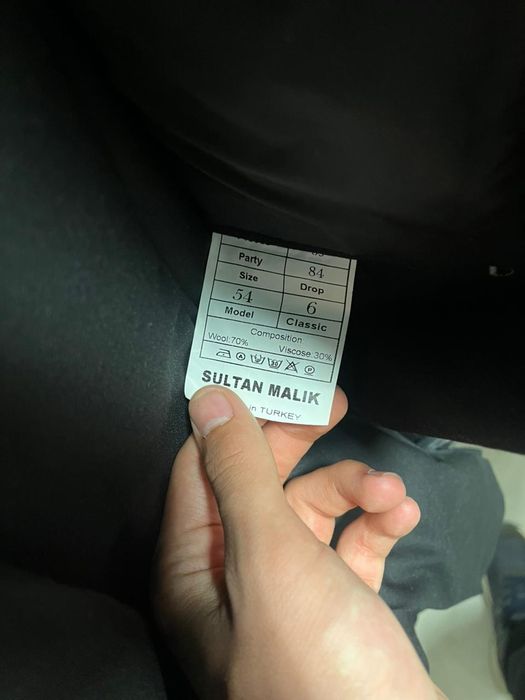 Party 84
Size Drop
54 6
Model Classic
Composition
Wool:70% Viscose:30%
SULTAN MALIK
in TURKEY